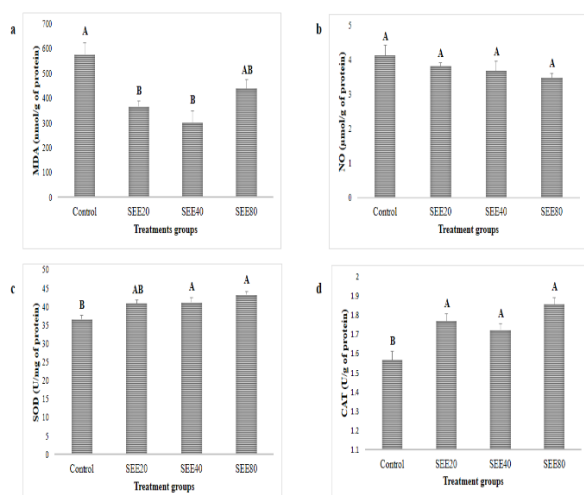 a
MDA (nmol/g of protein)
700
600
500
400
300
200
100
0
A
B
B
AB
Control SEE20 SEE40 SEE80
Treatments groups
b
NO (µmol/g of protein)
5
4
3
2
1
0
A
A
A
A
Control SEE20 SEE40 SEE80
Treatment groups
c
SOD (U/mg of protein)
50
45
40
35
30
25
20
15
10
5
0
B
AB
A
A
Control SEE20 SEE40 SEE80
Treatment groups
d
CAT (U/g of protein)
2
1.9
1.8
1.7
1.6
1.5
1.4
1.3
1.2
1.1
B
A
A
A
Control SEE20 SEE40 SEE80
Treatment groups